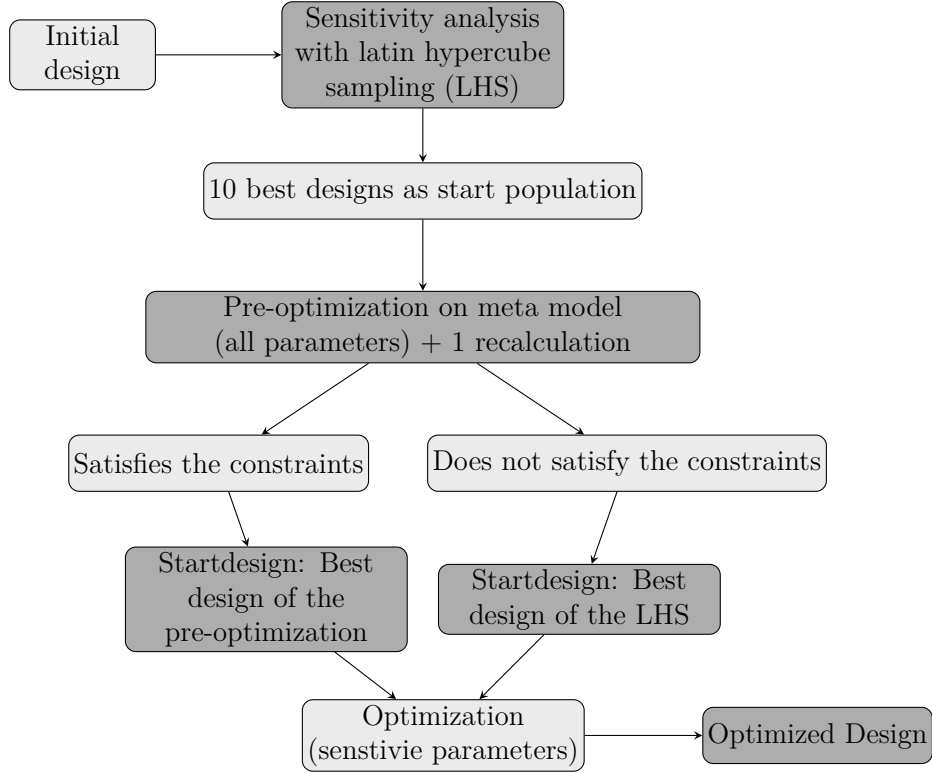 Initial
design
Sensitivity analysis
with latin hypercube
sampling (LHS)
10 best designs as start population
Pre-optimization on meta model
(all parameters) + 1 recalculation
Satisfies the constraints
Does not satisfy the constraints
Startdesign: Best
design of the
pre-optimization
Startdesign: Best
design of the LHS
Optimization
(senstivie parameters)
Optimized Design